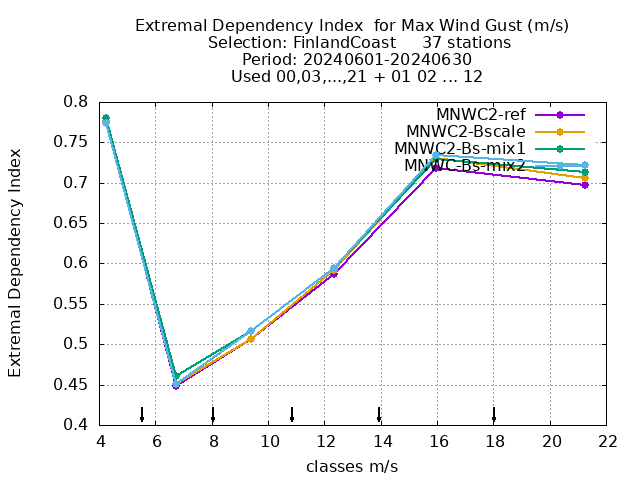 Extremal Dependency Index  for Max Wind Gust (m/s)
Selection: FinlandCoast     37 stations
Period: 20240601-20240630
Used 00,03,...,21 + 01 02 ... 12
Extremal Dependency Index
0.8
0.75
0.7
0.65
0.6
0.55
0.5
0.45
0.4
MNWC2-ref
MNWC2-Bscale
MNWC2-Bs-mix1
MNWC-Bs-mix2
4 6 8 10 12 14 16 18 20 22
classes m/s